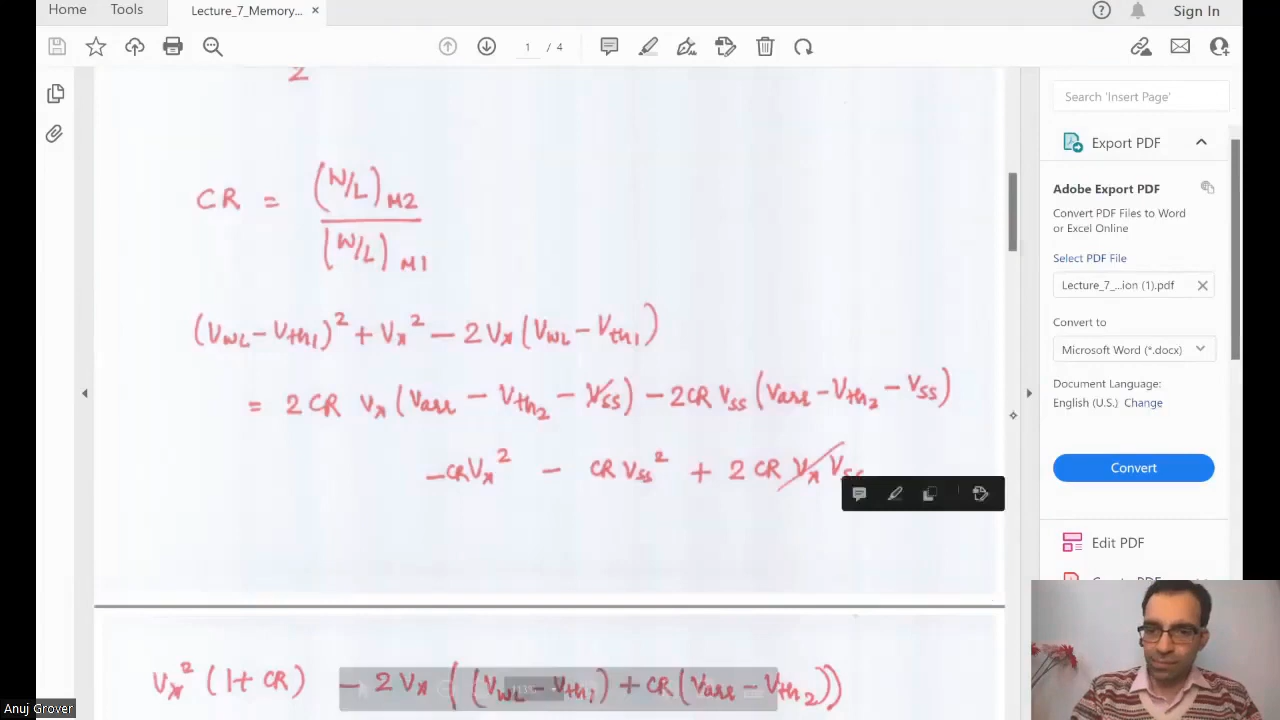 Home Tools Lecture_7_Memory... × ? Sign In
1 / 4
2
CR = (W/L)M2 / (W/L)M1
(VWL - Vth1)² + Vx² - 2Vx (VWL - Vth1)
= 2 CR Vx (Varr - Vth2 - Vss) - 2CR Vss (Varr - Vth2 - Vss)
-CRVx² - CR Vss² + 2 CR Vx Vss
Vx² (1+ CR) - 2 Vx ((VWL - Vth1) + CR (Varr - Vth2))
Search 'Insert Page'
Export PDF
Adobe Export PDF
Convert PDF Files to Word
or Excel Online
Select PDF File
Lecture_7_...ion (1).pdf ×
Convert to
Microsoft Word (*.docx)
Document Language:
English (U.S.) Change
Convert
Edit PDF
Anuj Grover